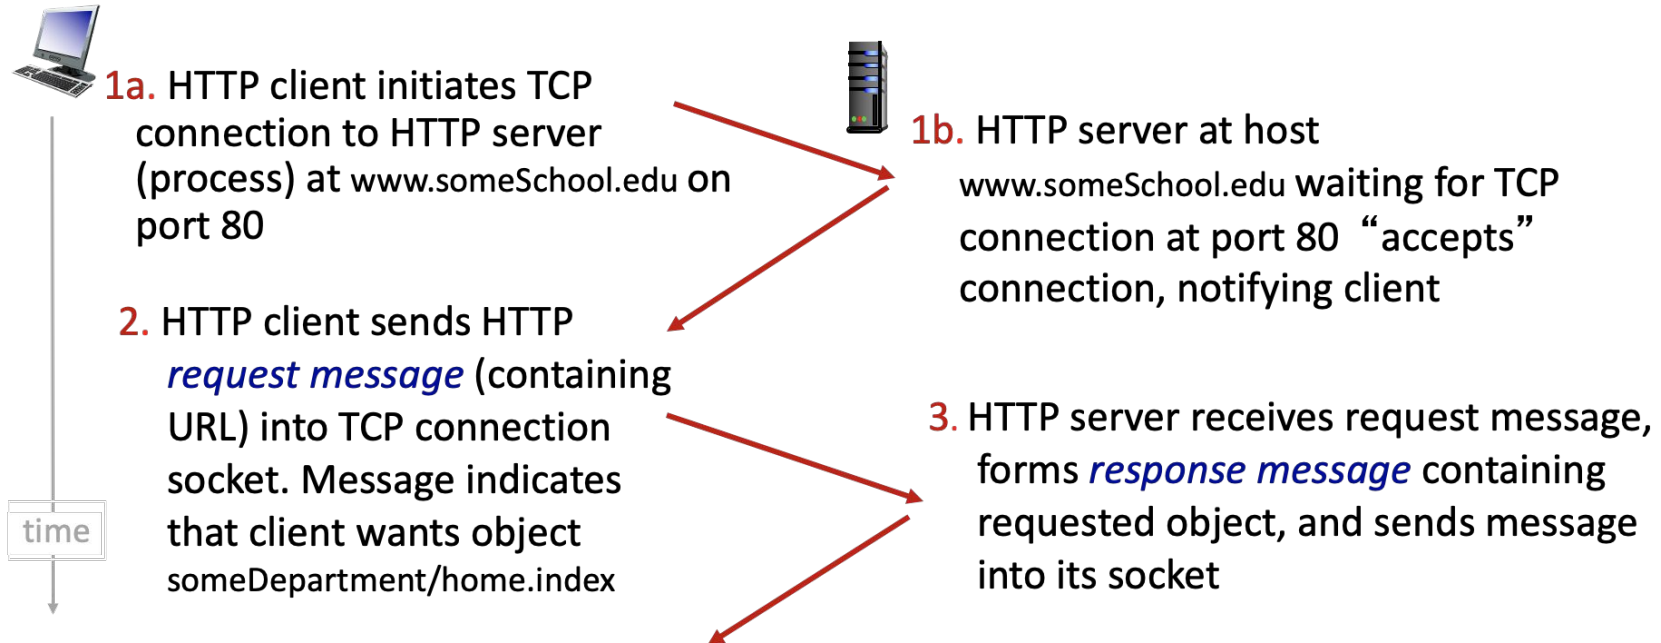 1a. HTTP client initiates TCP
connection to HTTP server
(process) at www.someSchool.edu on
port 80
1b. HTTP server at host
www.someSchool.edu waiting for TCP
connection at port 80 “accepts”
connection, notifying client
2. HTTP client sends HTTP
request message (containing
URL) into TCP connection
socket. Message indicates
that client wants object
someDepartment/home.index
3. HTTP server receives request message,
forms response message containing
requested object, and sends message
into its socket
time